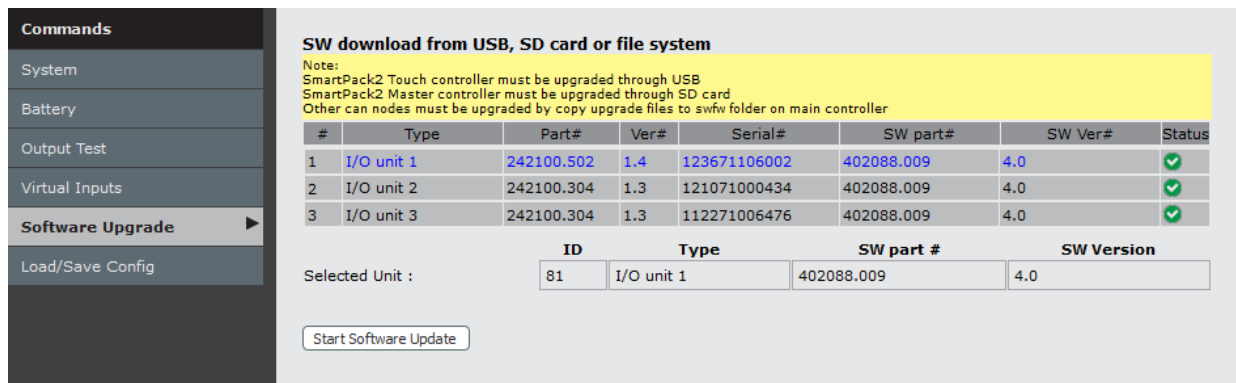 Commands
System
Battery
Output Test
Virtual Inputs
Software Upgrade
Load/Save Config
SW download from USB, SD card or file system
Note:
SmartPack2 Touch controller must be upgraded through USB
SmartPack2 Master controller must be upgraded through SD card
Other can nodes must be upgraded by copy upgrade files to swfw folder on main controller
# Type Part# Ver# Serial# SW part# SW Ver# Status
1 I/O unit 1 242100.502 1.4 123671106002 402088.009 4.0
2 I/O unit 2 242100.304 1.3 121071000434 402088.009 4.0
3 I/O unit 3 242100.304 1.3 112271006476 402088.009 4.0
ID Type SW part # SW Version
Selected Unit : 81 I/O unit 1 402088.009 4.0
Start Software Update